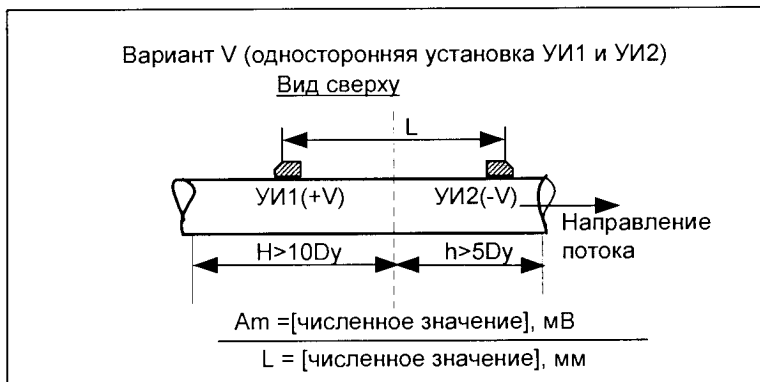 Вариант V (односторонняя установка УИ1 и УИ2)
Вид сверху
L
УИ1(+V) УИ2(-V)
Направление
потока
H>10Dy h>5Dy
Am =[численное значение], мВ
L = [численное значение], мм